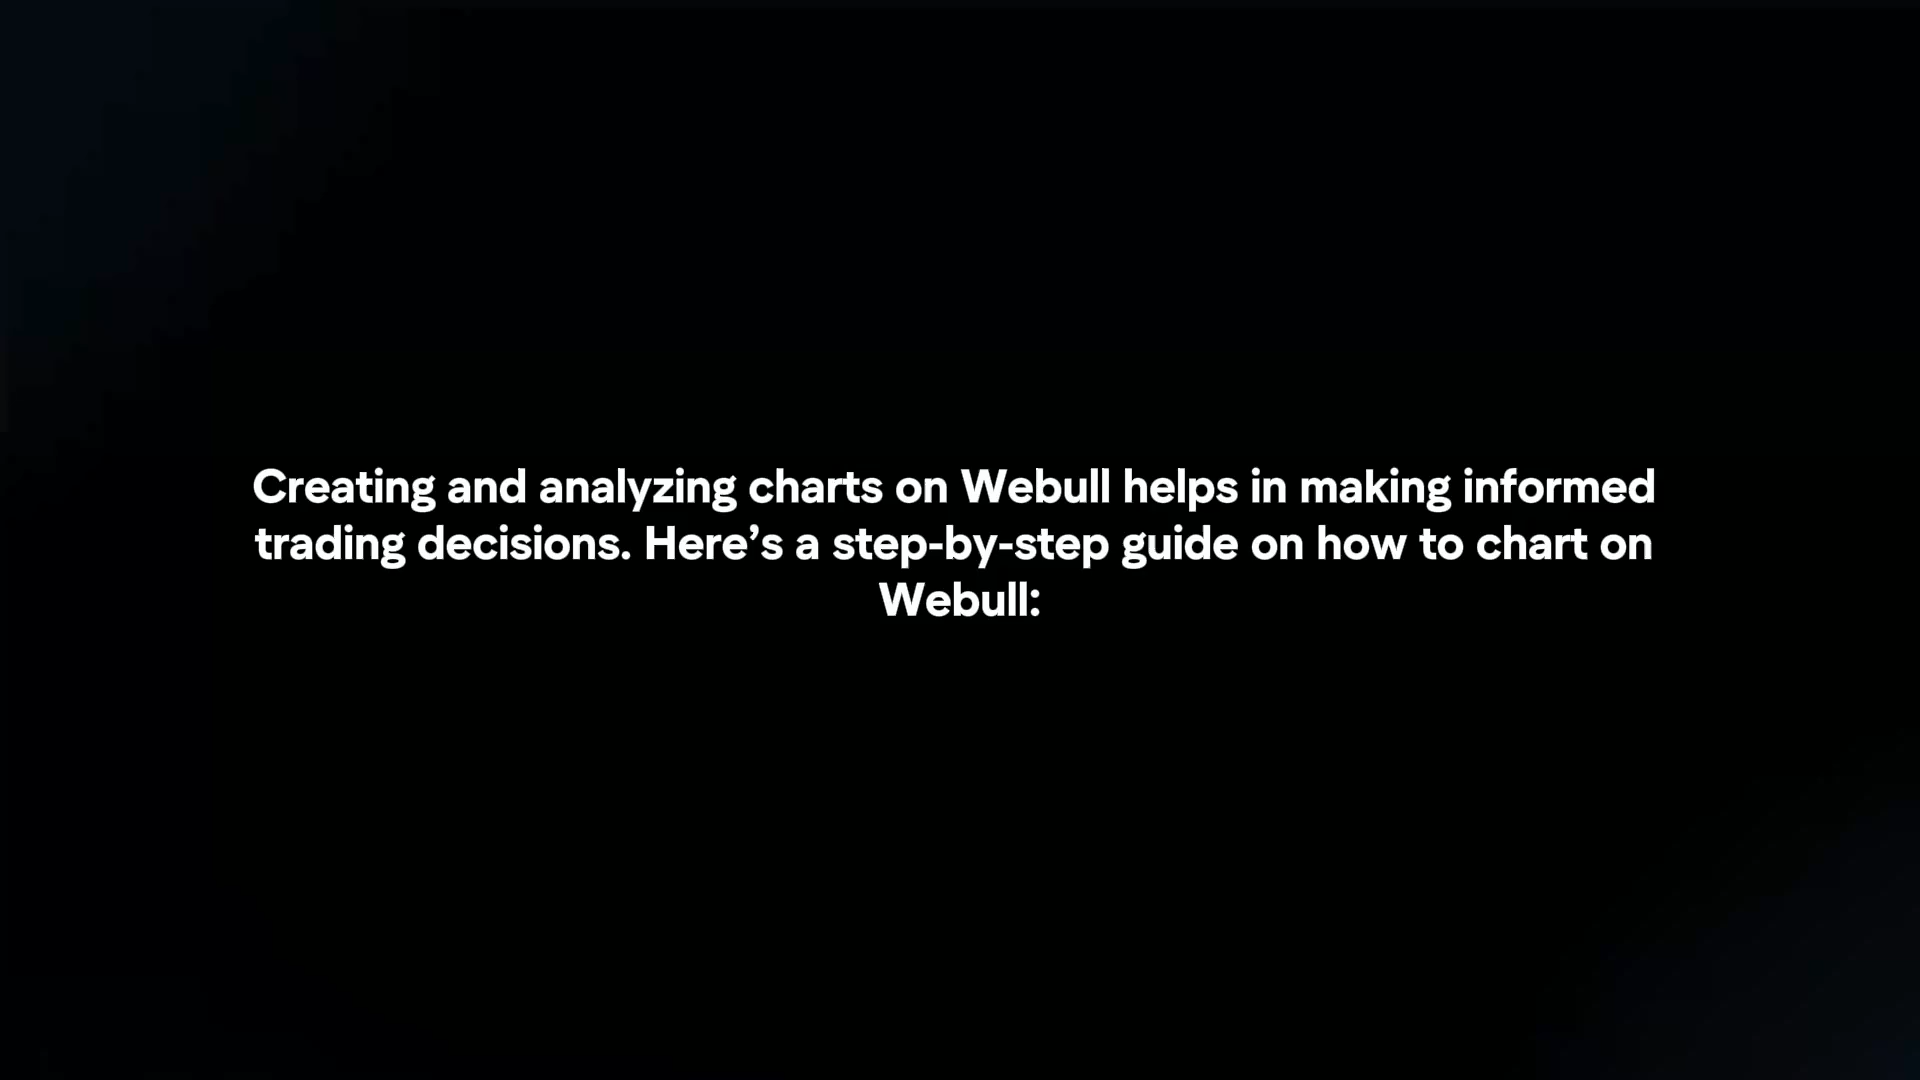 Creating and analyzing charts on Webull helps in making informed
trading decisions. Here’s a step-by-step guide on how to chart on
Webull: